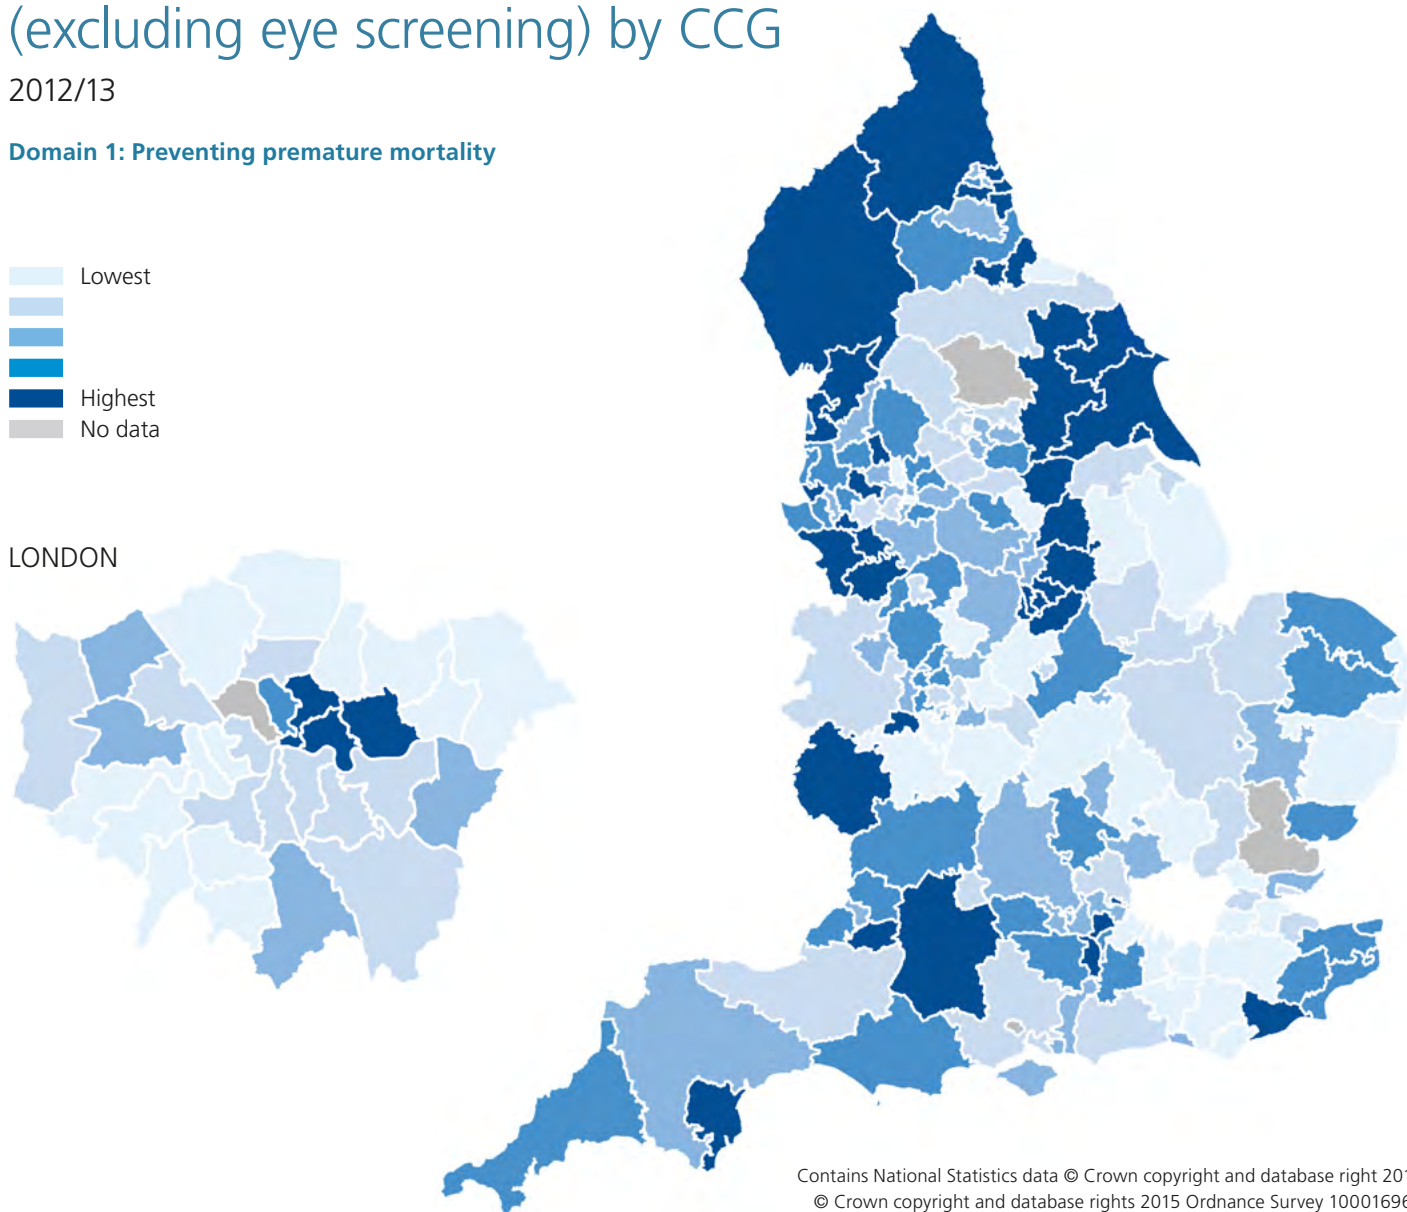 (excluding eye screening) by CCG
2012/13
Domain 1: Preventing premature mortality
Lowest
Highest
No data
LONDON
Contains National Statistics data © Crown copyright and database right
© Crown copyright and database rights 2015 Ordnance Survey